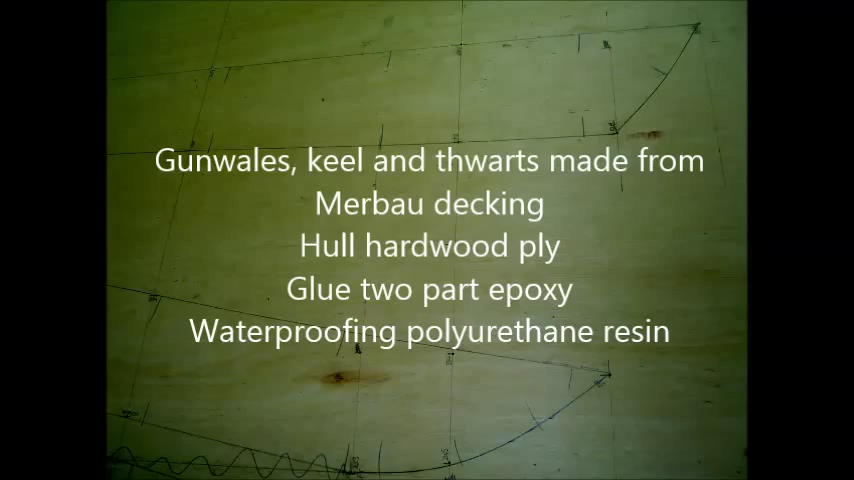 Gunwales, keel and thwarts made from
Merbau decking
Hull hardwood ply
Glue two part epoxy
Waterproofing polyurethane resin